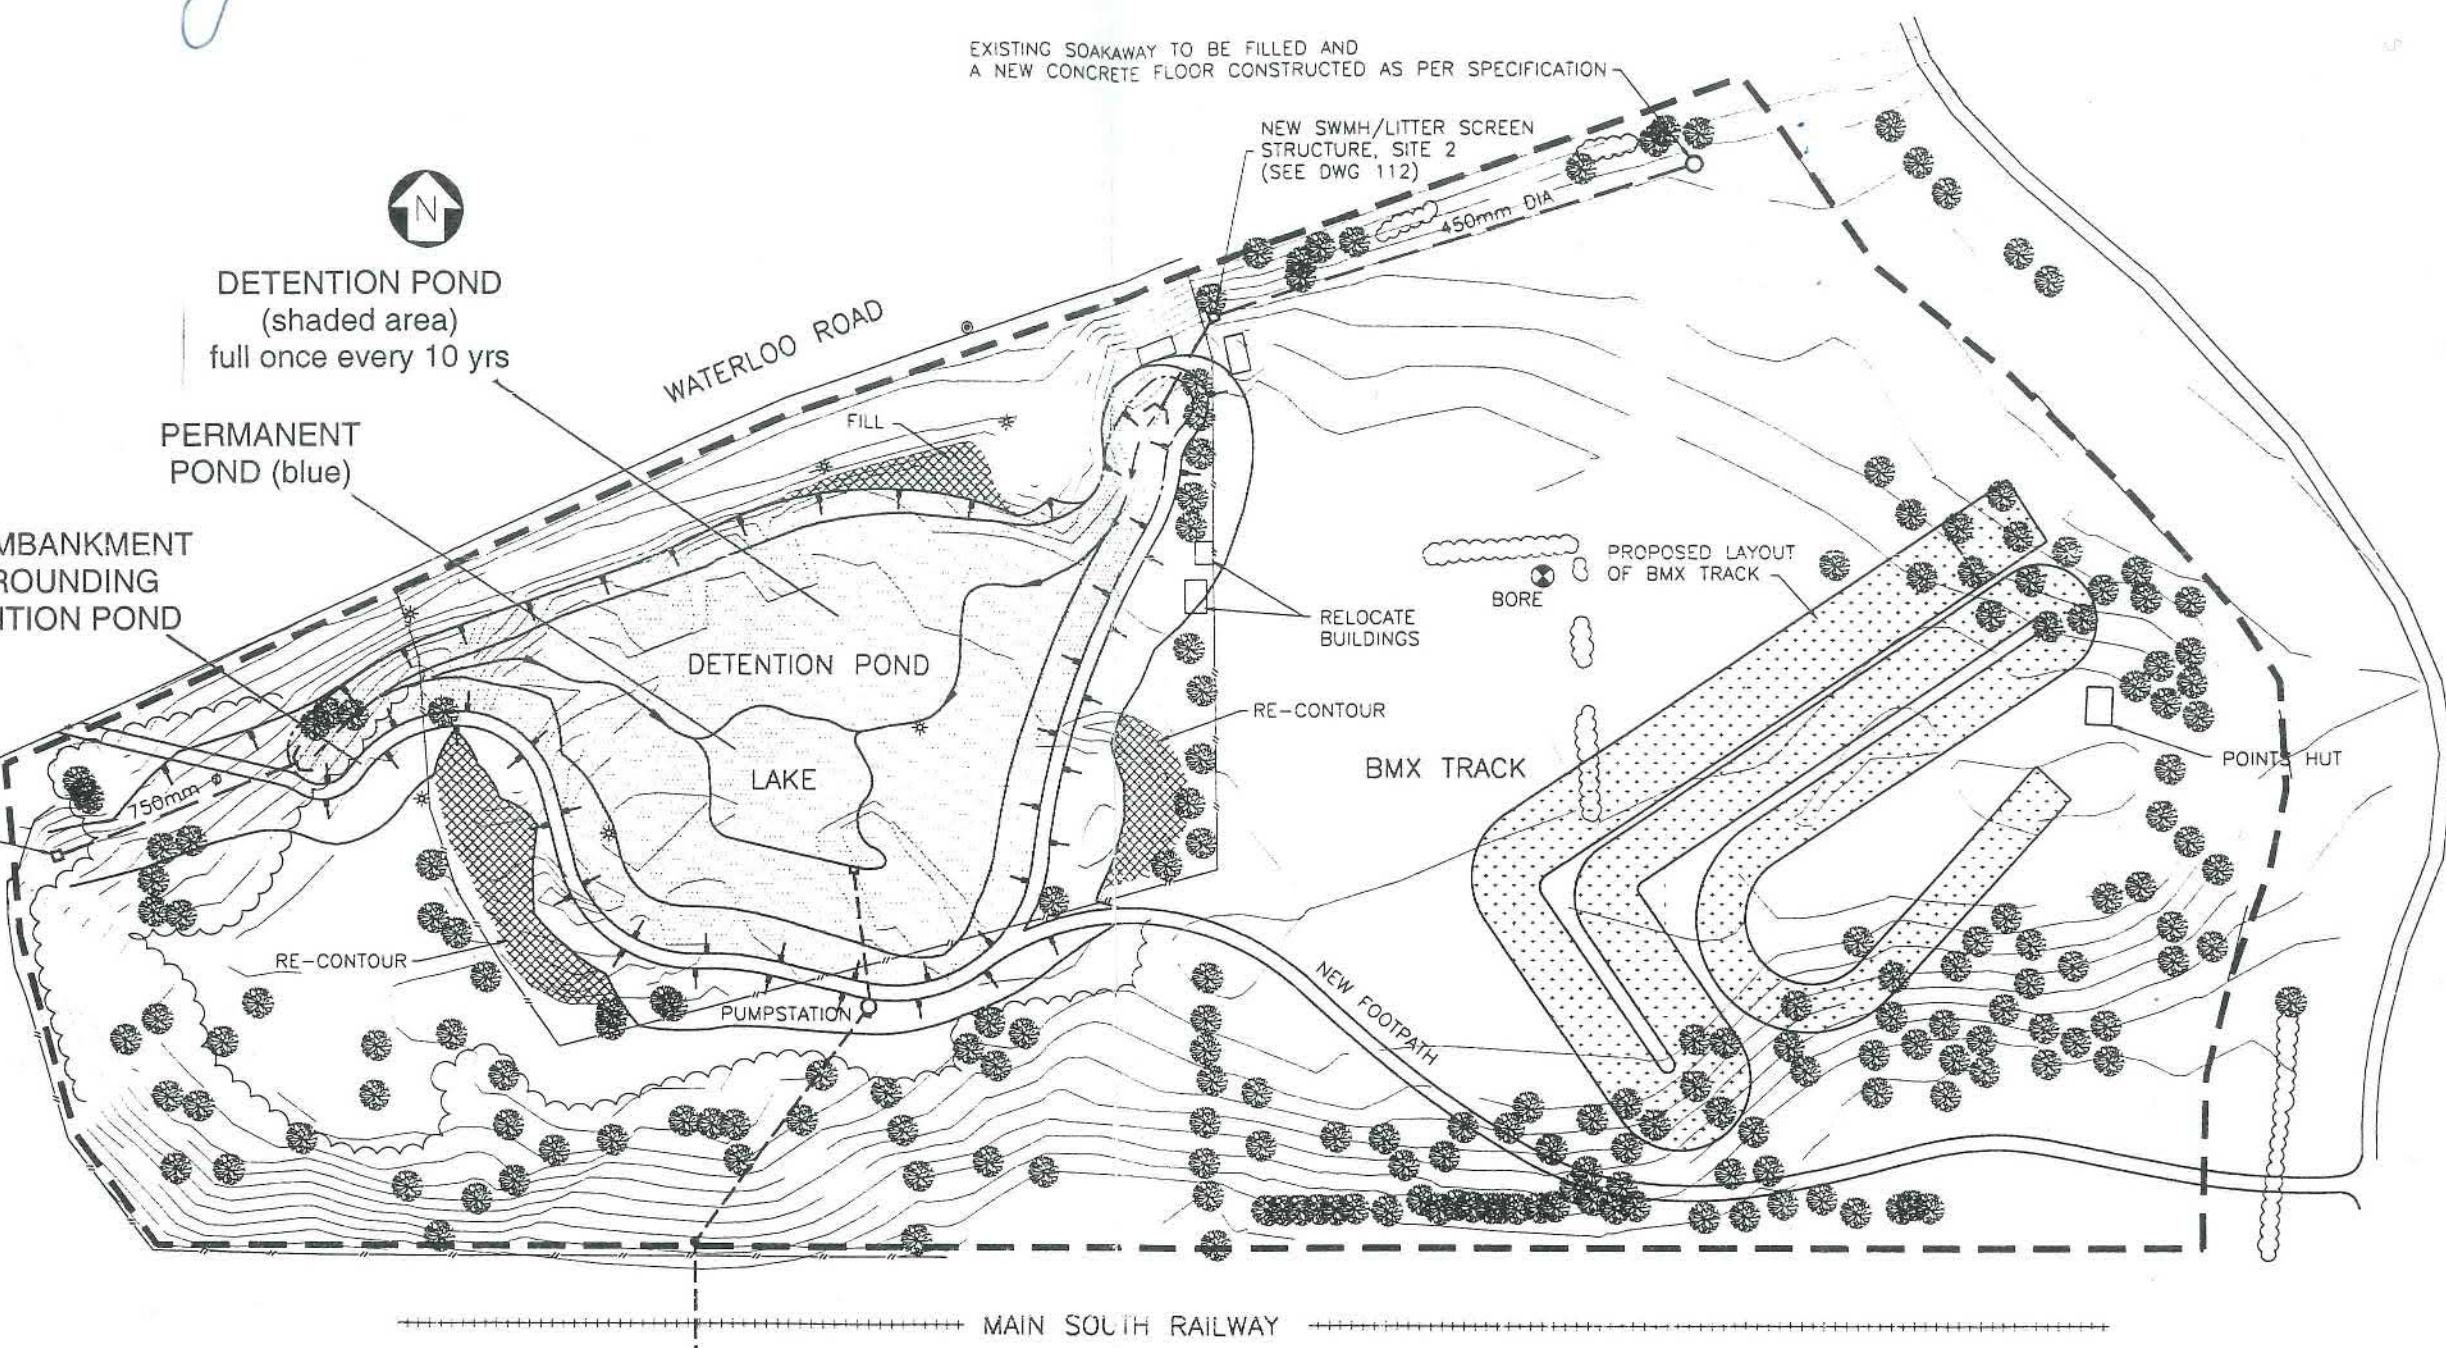 EXISTING SOAKAWAY TO BE FILLED AND
A NEW CONCRETE FLOOR CONSTRUCTED AS PER SPECIFICATION
NEW SWMH/LITTER SCREEN
STRUCTURE, SITE 2
(SEE DWG 112)
450mm DIA
N
DETENTION POND
(shaded area)
full once every 10 yrs
WATERLOO ROAD
PERMANENT
POND (blue)
FILL
MBANKMENT
ROUNDING
TION POND
PROPOSED LAYOUT
OF BMX TRACK
BORE
RELOCATE
BUILDINGS
DETENTION POND
RE-CONTOUR
LAKE
BMX TRACK
POINTS HUT
750mm
RE-CONTOUR
PUMPSTATION
NEW FOOTPATH
MAIN SOUTH RAILWAY